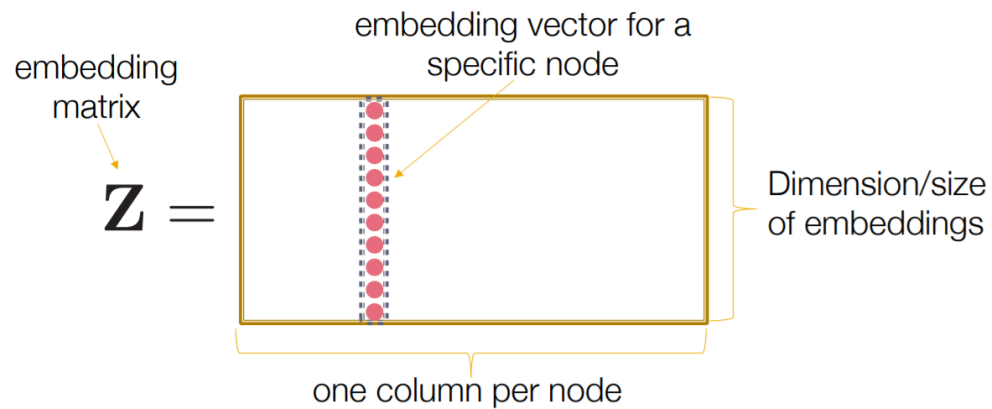 embedding vector for a
specific node
embedding
matrix
Z =
Dimension/size
of embeddings
one column per node